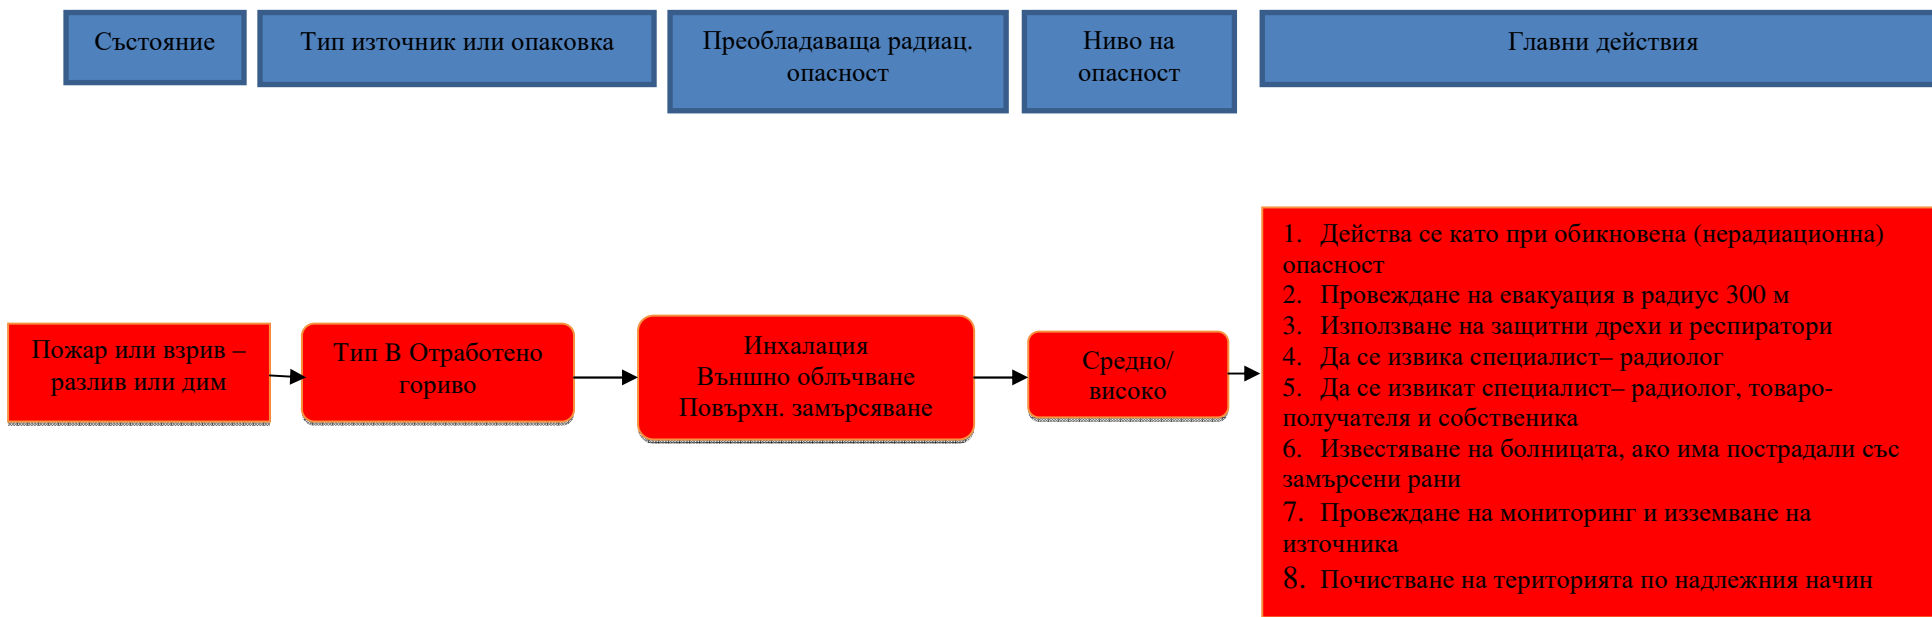 Състояние
Тип източник или опаковка
Преобладаваща радиац.
опасност
Ниво на
опасност
Главни действия
Пожар или взрив –
разлив или дим
Тип В Отработено
гориво
Инхалация
Външно облъчване
Повърхн. замърсяване
Средно/
високо
1. Действа се като при обикновена (нерадиационна)
опасност
2. Провеждане на евакуация в радиус 300 м
3. Използване на защитни дрехи и респиратори
4. Да се извика специалист– радиолог
5. Да се извикат специалист– радиолог, товаро-
получателя и собственика
6. Известяване на болницата, ако има пострадали със
замърсени рани
7. Провеждане на мониторинг и изземване на
източника
8. Почистване на територията по надлежния начин